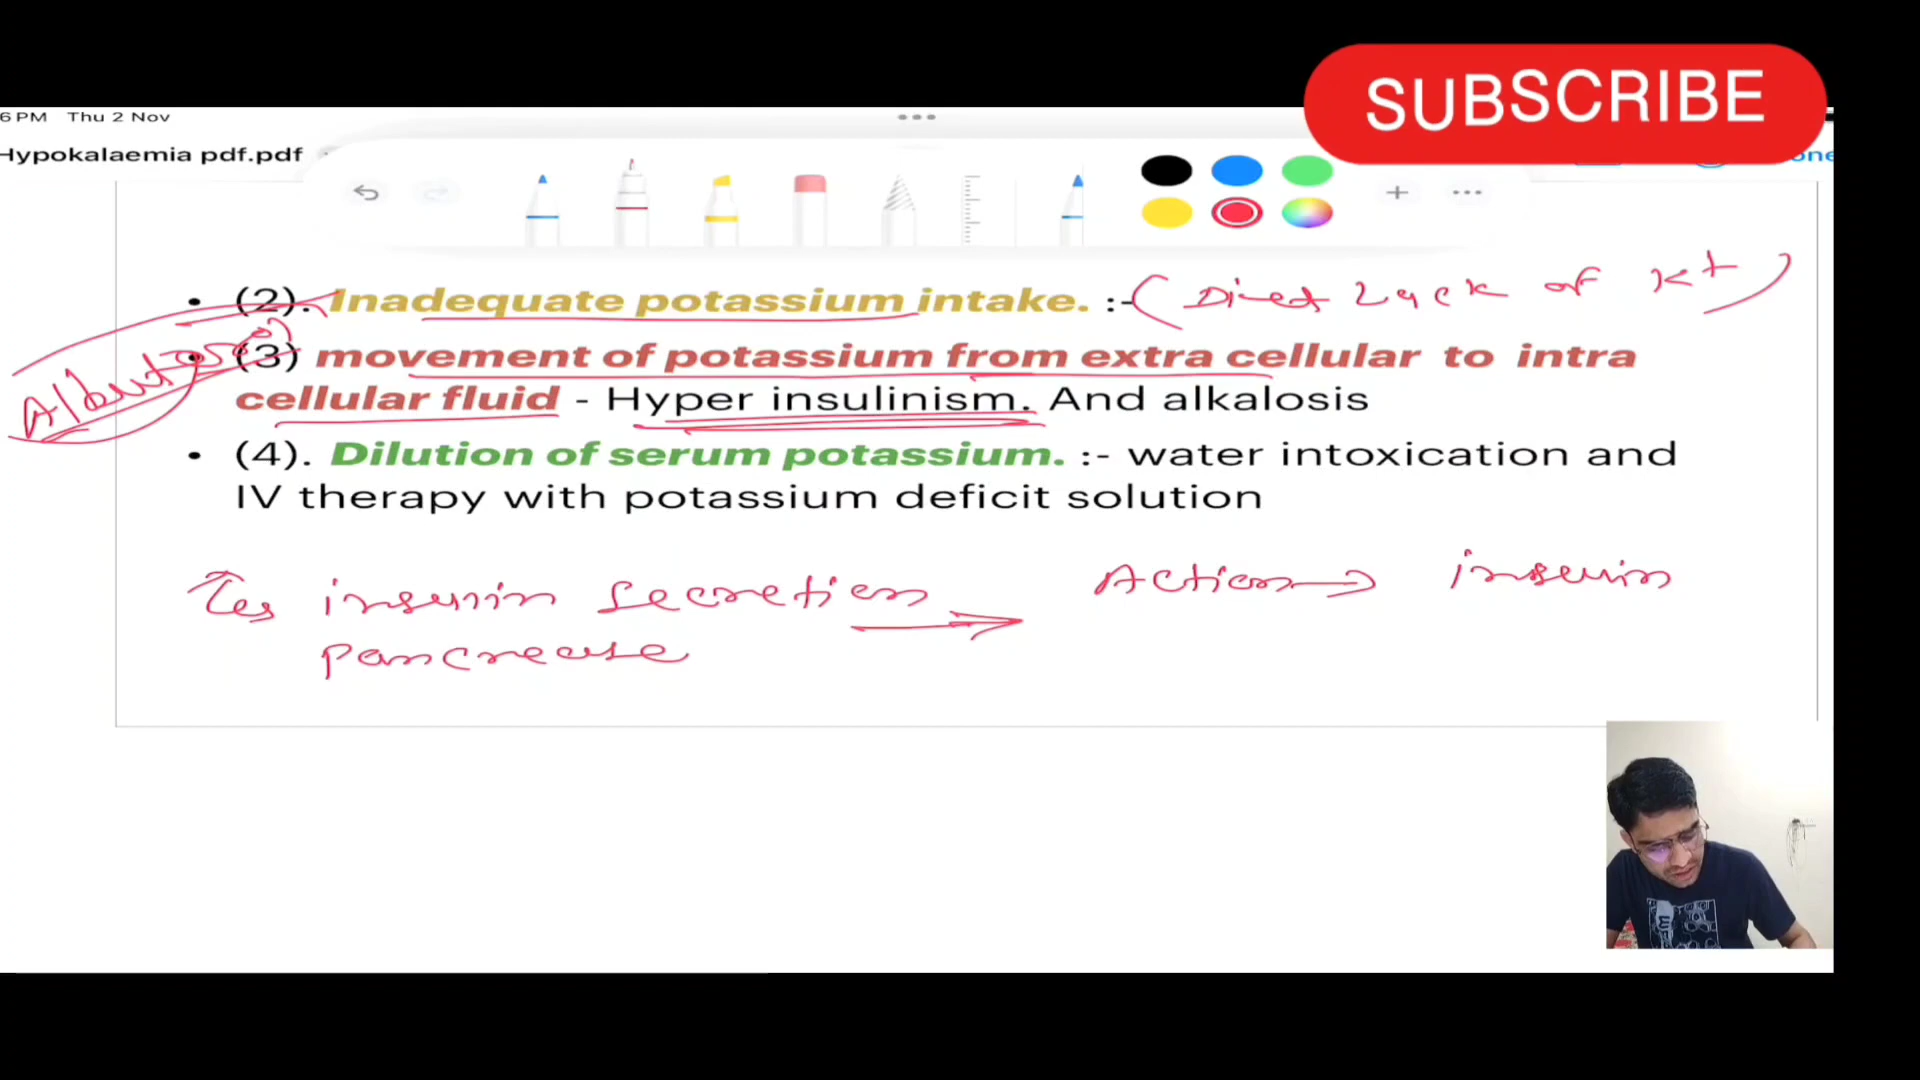 SUBSCRIBE
6 PM Thu 2 Nov
Hypokalaemia pdf.pdf
• (2). Inadequate potassium intake. :- (Direct Lack of K+)
Albuterol
• (3) movement of potassium from extra cellular to intra
cellular fluid - Hyper insulinism. And alkalosis
• (4). Dilution of serum potassium. :- water intoxication and
IV therapy with potassium deficit solution
insulin secretion → Action → insulin